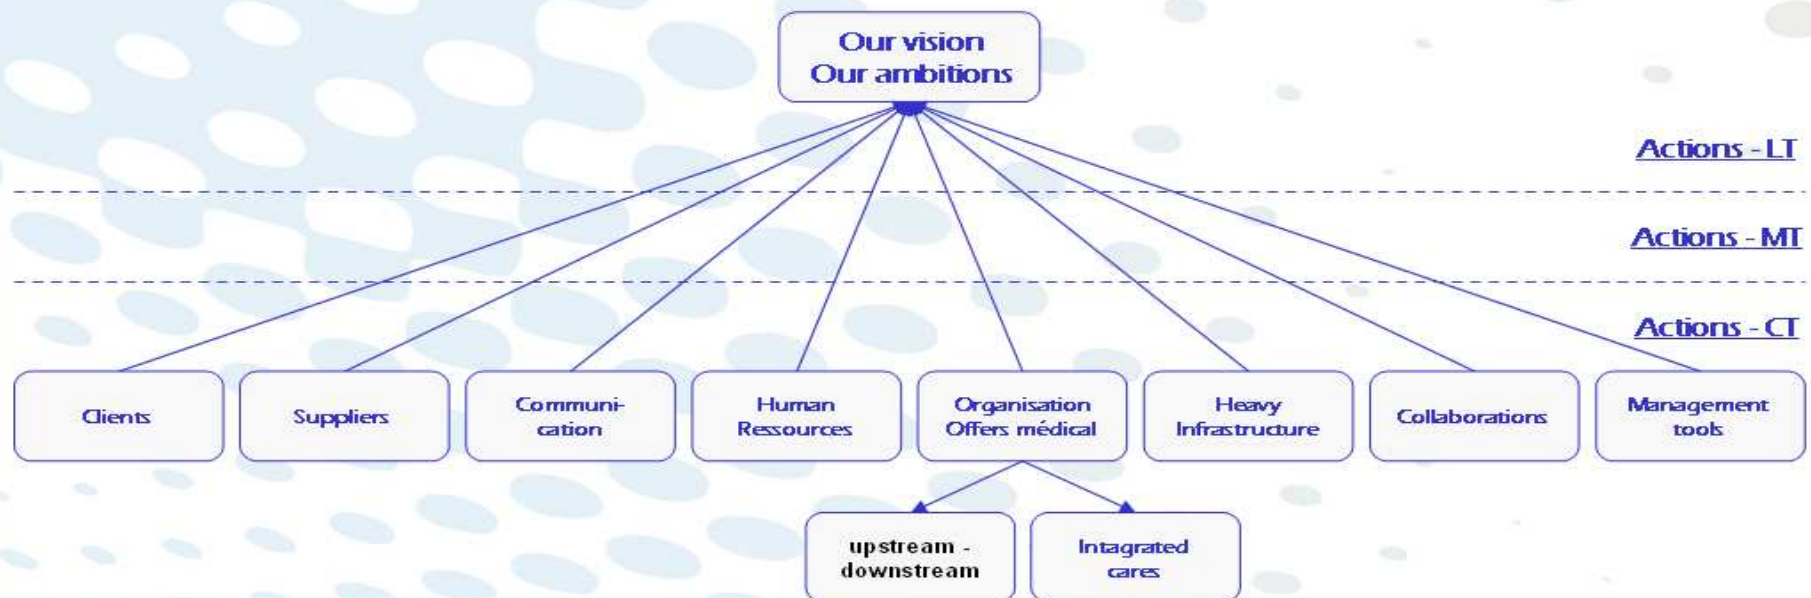 Our vision
Our ambitions
Actions - LT
Actions - MT
Actions - CT
Clients
Suppliers
Communi-
cation
Human
Ressources
Organisation
Offers médical
Heavy
Infrastructure
Collaborations
Management
tools
upstream -
downstream
Intagrated
cares